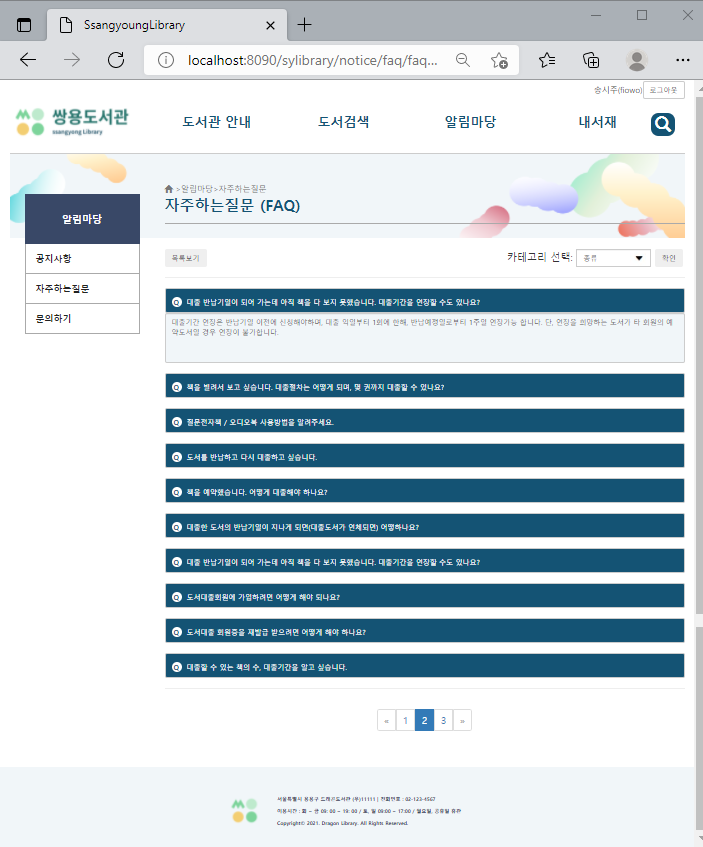 SsangyoungLibrary
localhost:8090/sylibrary/notice/faq/faq...
송시주(fiowo) 로그아웃
쌍용도서관
ssangyong Library
도서관 안내 도서검색 알림마당 내서재
>알림마당>자주하는질문
자주하는질문 (FAQ)
알림마당
공지사항
자주하는질문
문의하기
목록보기 카테고리 선택: 종류 확인
Q 대출 반납기일이 되어 가는데 아직 책을 다 보지 못했습니다. 대출기간을 연장할 수도 있나요?
대출기간 연장은 반납기일 이전에 신청해야하며, 대출 익일부터 1회에 한해, 반납예정일로부터 1주일 연장가능 합니다. 단, 연장을 희망하는 도서가 타 회원의 예
약도서일 경우 연장이 불가합니다.
Q 책을 빌려서 보고 싶습니다. 대출절차는 어떻게 되며, 몇 권까지 대출할 수 있나요?
Q 질문전자책 / 오디오북 사용방법을 알려주세요.
Q 도서를 반납하고 다시 대출하고 싶습니다.
Q 책을 예약했습니다. 어떻게 대출해야 하나요?
Q 대출한 도서의 반납기일이 지나게 되면(대출도서가 연체되면) 어떻하나요?
Q 대출 반납기일이 되어 가는데 아직 책을 다 보지 못했습니다. 대출기간을 연장할 수도 있나요?
Q 도서대출회원에 가입하려면 어떻게 해야 되나요?
Q 도서대출 회원증을 재발급 받으려면 어떻게 해야 하나요?
Q 대출할 수 있는 책의 수, 대출기간을 알고 싶습니다.
« 1 2 3 »
서울특별시 용용구 드래곤도서관 (우)11111 | 전화번호 : 02-123-4567
이용시간 : 화 ~ 금 09: 00 ~ 19: 00 / 토, 일 09:00 ~ 17:00 / 월요일, 공휴일 휴관
Copyright© 2021. Dragon Library. All Rights Reserved.